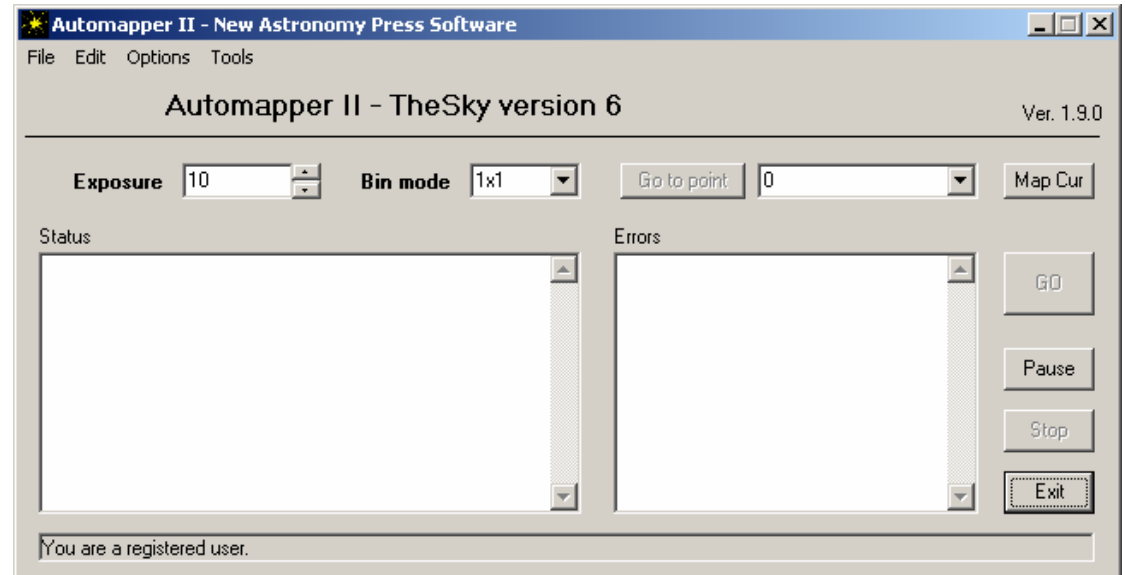 Automapper II - New Astronomy Press Software
File Edit Options Tools
Automapper II - TheSky version 6
Ver. 1.9.0
Exposure 10 Bin mode 1x1 Go to point 0 Map Cur
Status Errors
GO
Pause
Stop
Exit
You are a registered user.